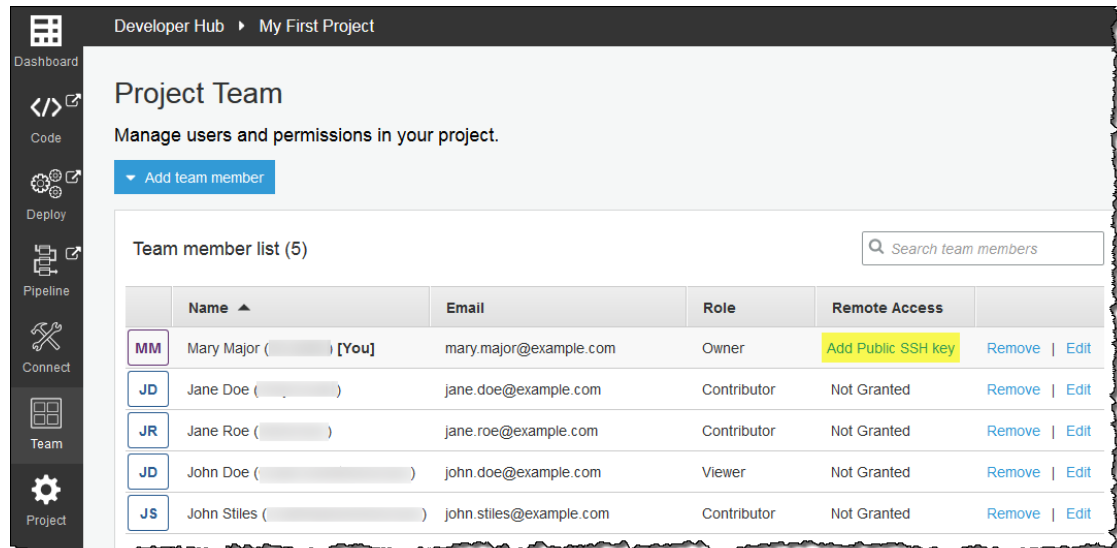 Developer Hub ▸ My First Project
Dashboard
Code
Deploy
Pipeline
Connect
Team
Project
Project Team
Manage users and permissions in your project.
Add team member
Team member list (5)
Search team members
Name Email Role Remote Access
MM Mary Major ( ) [You] mary.major@example.com Owner Add Public SSH key Remove | Edit
JD Jane Doe ( ) jane.doe@example.com Contributor Not Granted Remove | Edit
JR Jane Roe ( ) jane.roe@example.com Contributor Not Granted Remove | Edit
JD John Doe ( ) john.doe@example.com Viewer Not Granted Remove | Edit
JS John Stiles ( ) john.stiles@example.com Contributor Not Granted Remove | Edit